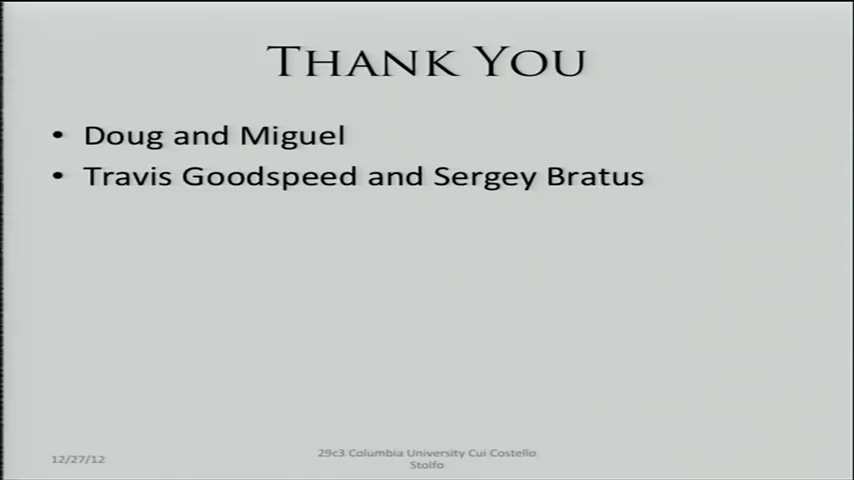 THANK YOU
• Doug and Miguel
• Travis Goodspeed and Sergey Bratus
12/27/12
29c3 Columbia University Cui Costello
Stolfo